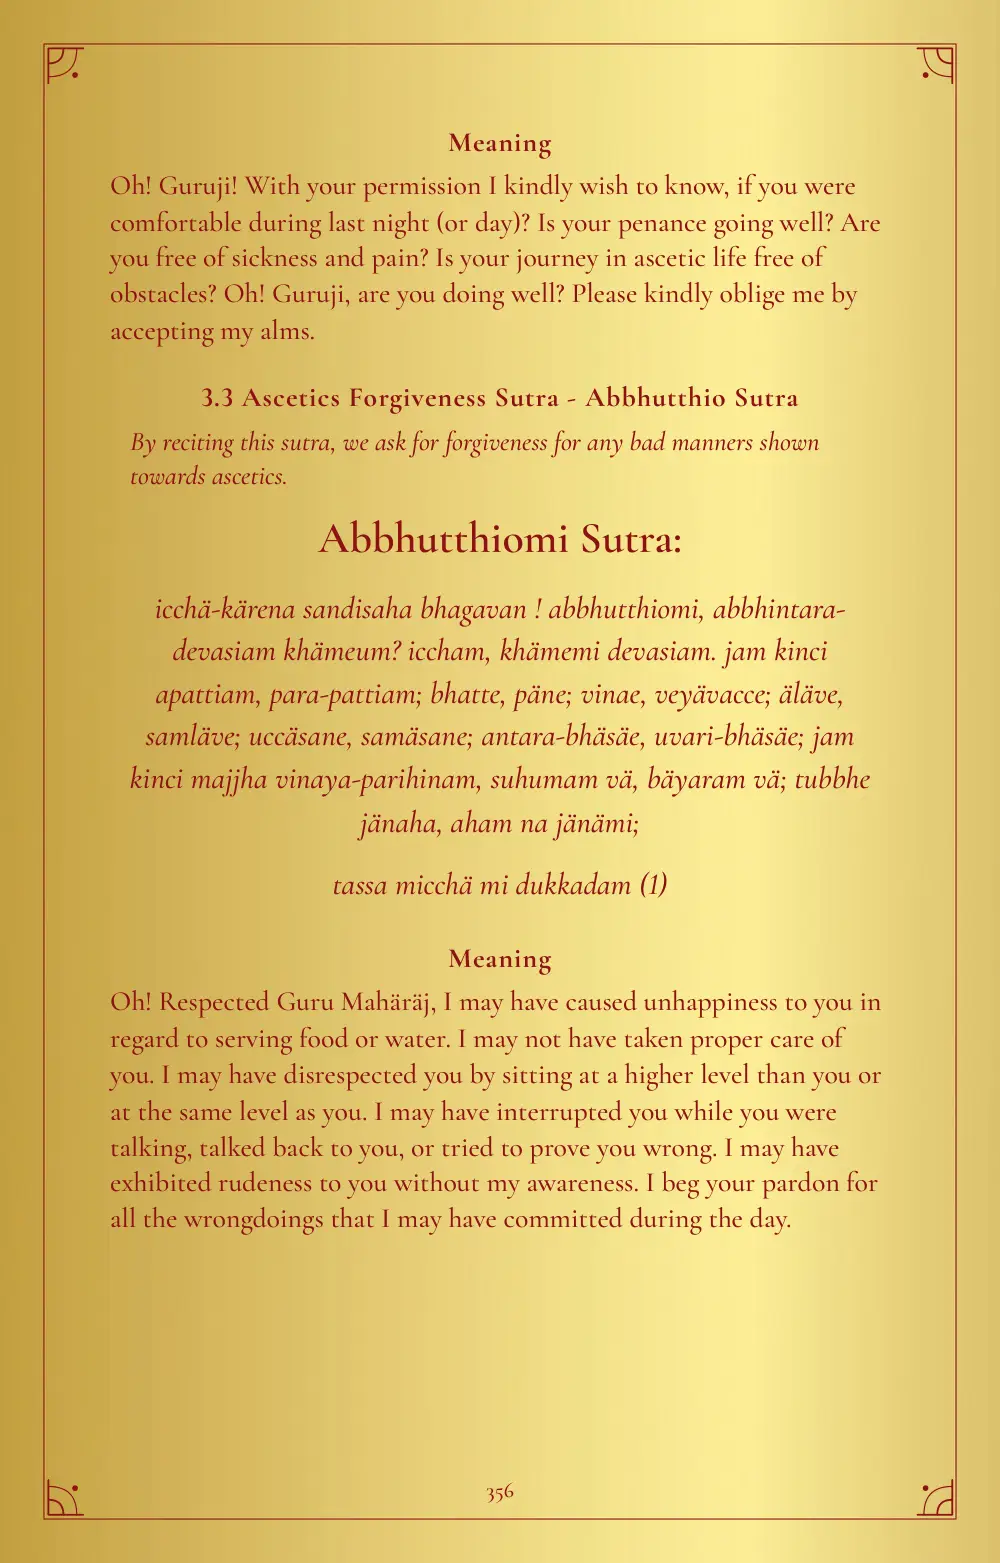 Meaning
Oh! Guruji! With your permission I kindly wish to know, if you were
comfortable during last night (or day)? Is your penance going well? Are
you free of sickness and pain? Is your journey in ascetic life free of
obstacles? Oh! Guruji, are you doing well? Please kindly oblige me by
accepting my alms.
3.3 Ascetics Forgiveness Sutra - Abbhutthio Sutra
By reciting this sutra, we ask for forgiveness for any bad manners shown
towards ascetics.
Abbhutthiomi Sutra:
icchä-kärena sandisaha bhagavan ! abbhutthiomi, abbhintara-
devasiam khämeum? iccham, khämemi devasiam. jam kinci
apattiam, para-pattiam; bhatte, päne; vinae, veyävacce; äläve,
samläve; uccäsane, samäsane; antara-bhäsäe, uvari-bhäsäe; jam
kinci majjha vinaya-parihinam, suhumam vä, bäyaram vä; tubbhe
jänaha, aham na jänämi;
tassa micchä mi dukkadam (1)
Meaning
Oh! Respected Guru Mahäräj, I may have caused unhappiness to you in
regard to serving food or water. I may not have taken proper care of
you. I may have disrespected you by sitting at a higher level than you or
at the same level as you. I may have interrupted you while you were
talking, talked back to you, or tried to prove you wrong. I may have
exhibited rudeness to you without my awareness. I beg your pardon for
all the wrongdoings that I may have committed during the day.
356